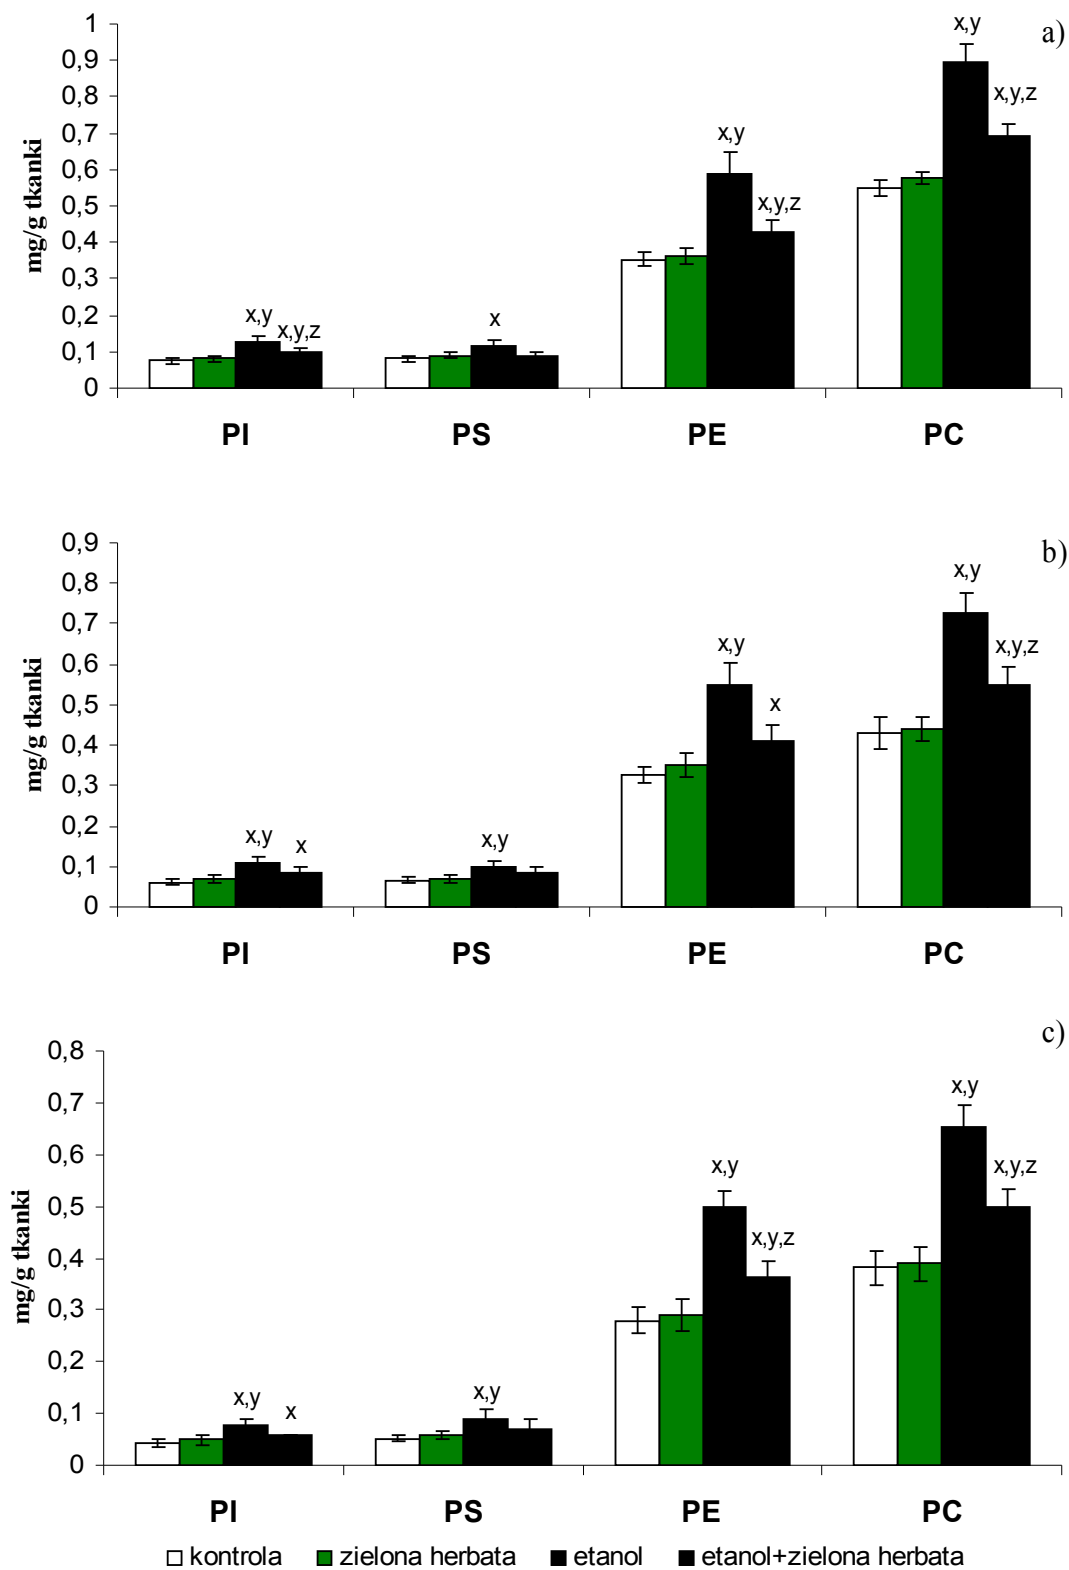 a)
mg/g tkanki
1
0,9
0,8
0,7
0,6
0,5
0,4
0,3
0,2
0,1
0
x,y
x,y,z
x
x,y
x,y,z
x,y
x,y,z
PI PS PE PC
b)
mg/g tkanki
0,9
0,8
0,7
0,6
0,5
0,4
0,3
0,2
0,1
0
x,y
x
x,y
x,y
x
x,y
x,y,z
PI PS PE PC
c)
mg/g tkanki
0,8
0,7
0,6
0,5
0,4
0,3
0,2
0,1
0
x,y
x
x,y
x,y
x,y,z
x,y
x,y,z
PI PS PE PC
kontrola zielona herbata etanol etanol+zielona herbata